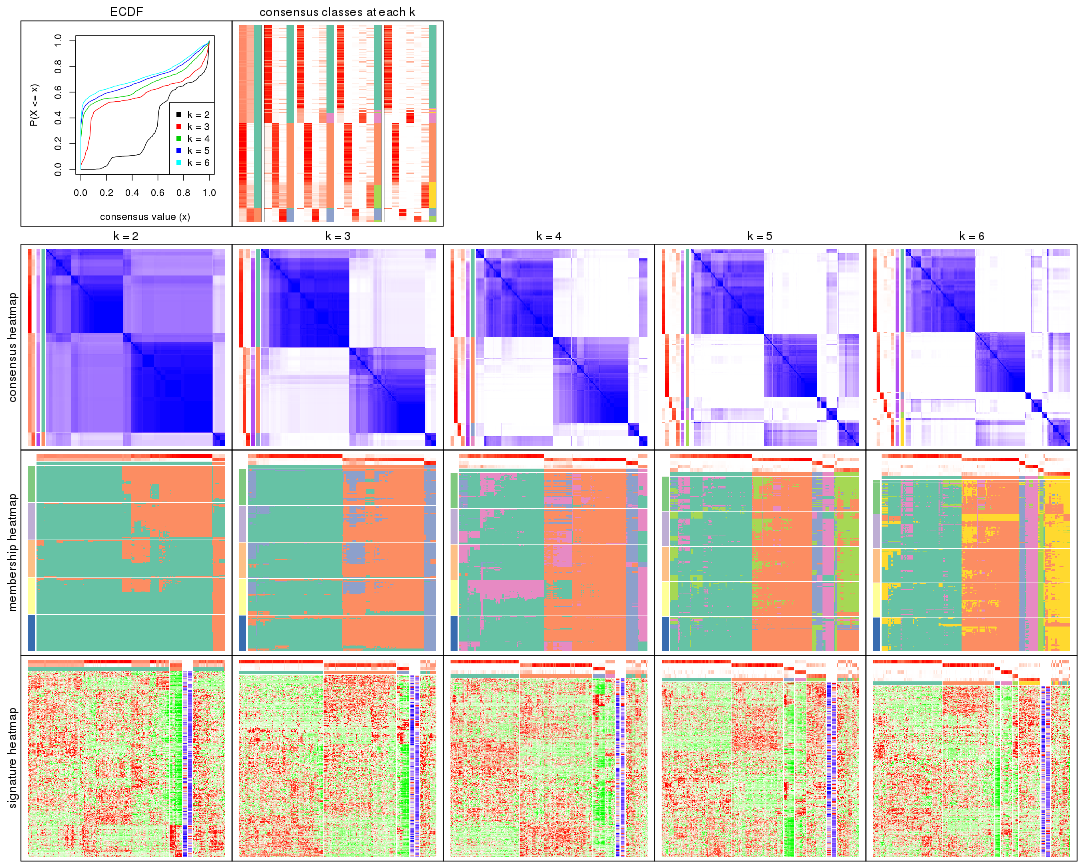 ECDF
consensus classes at each k
P(X <= x)
0.0 0.2 0.4 0.6 0.8 1.0
k = 2
k = 3
k = 4
k = 5
k = 6
0.0 0.2 0.4 0.6 0.8 1.0
consensus value (x)
k = 2
k = 3
k = 4
k = 5
k = 6
consensus heatmap
membership heatmap
signature heatmap